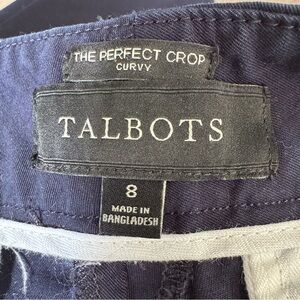 THE PERFECT CROP
CURVY
TALBOTS
8
MADE IN
BANGLADESH